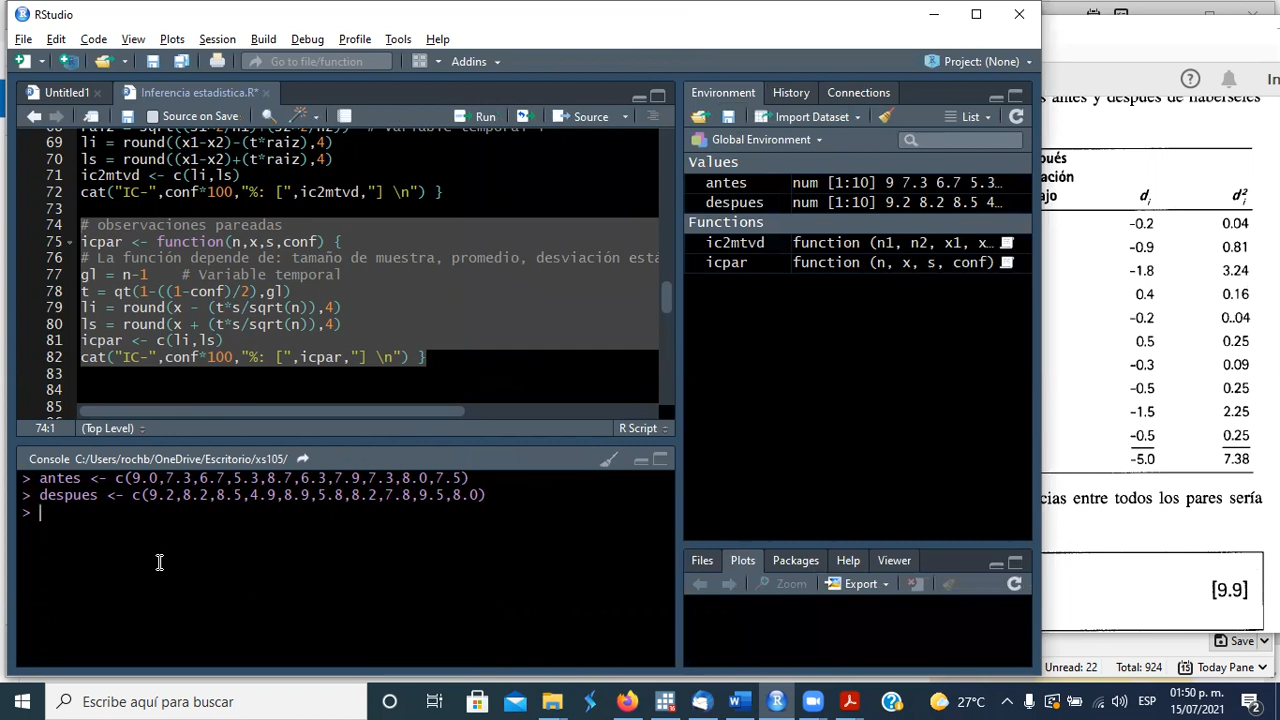 RStudio
File Edit Code View Plots Session Build Debug Profile Tools Help
Go to file/function Addins Project: (None)
Untitled1 Inferencia estadistica.R*
Source on Save Run Source
69 li = round((x1-x2)-(t*raiz),4)
70 ls = round((x1-x2)+(t*raiz),4)
71 ic2mtvd <- c(li,ls)
72 cat("IC-",conf*100,"%: [",ic2mtvd,"] \n") }
73
74 # observaciones pareadas
75 icpar <- function(n,x,s,conf) {
76 # La función depende de: tamaño de muestra, promedio, desviación está
77 gl = n-1 # Variable temporal
78 t = qt(1-((1-conf)/2),gl)
79 li = round(x - (t*s/sqrt(n)),4)
80 ls = round(x + (t*s/sqrt(n)),4)
81 icpar <- c(li,ls)
82 cat("IC-",conf*100,"%: [",icpar,"] \n") }
83
84
85
74:1 (Top Level) R Script
Console C:/Users/rochb/OneDrive/Escritorio/xs105/
> antes <- c(9.0,7.3,6.7,5.3,8.7,6.3,7.9,7.3,8.0,7.5)
> despues <- c(9.2,8.2,8.5,4.9,8.9,5.8,8.2,7.8,9.5,8.0)
>
Environment History Connections
Import Dataset List
Global Environment
Values
antes num [1:10] 9 7.3 6.7 5.3…
despues num [1:10] 9.2 8.2 8.5 4…
Functions
ic2mtvd function (n1, n2, x1, x…
icpar function (n, x, s, conf)
Files Plots Packages Help Viewer
Zoom Export
s antes y después de habérseles
pués
ación
ajo di di2
-0.2 0.04
-0.9 0.81
-1.8 3.24
0.4 0.16
-0.2 0..04
0.5 0.25
-0.3 0.09
-0.5 0.25
-1.5 2.25
-0.5 0.25
-5.0 7.38
cias entre todos los pares sería
[9.9]
Save
Unread: 22 Total: 924 Today Pane
Escribe aquí para buscar
27°C ESP 01:50 p. m.
15/07/2021
2